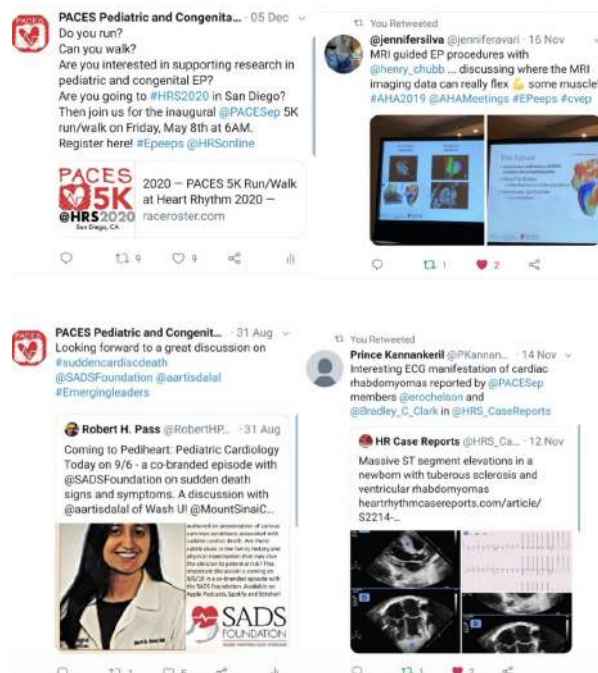 PACES Pediatric and Congenita... · 05 Dec
Do you run?
Can you walk?
Are you interested in supporting research in
pediatric and congenital EP?
Are you going to #HRS2020 in San Diego?
Then join us for the inaugural @PACESep 5K
run/walk on Friday, May 8th at 6AM.
Register here! #Epeeps @HRSonline
PACES
5K
@HRS2020
San Diego, CA
2020 — PACES 5K Run/Walk
at Heart Rhythm 2020 —
raceroster.com
9
9
You Retweeted
@jennifersilva @jenniferavari · 16 Nov
MRI guided EP procedures with
@henry_chubb ... discussing where the MRI
imaging data can really flex 💪 some muscle!
#AHA2019 @AHAMeetings #EPeeps #cvep
The Future
1
2
PACES Pediatric and Congenit... · 31 Aug
Looking forward to a great discussion on
#suddencardiscdeath
@SADSFoundation @aartisdalal
#Emergingleaders
Robert H. Pass @RobertHP... · 31 Aug
Coming to Pediheart: Pediatric Cardiology
Today on 9/6 - a co-branded episode with
@SADSFoundation on sudden death
signs and symptoms. A discussion with
@aartisdalal of Wash U! @MountSinaiC...
SADS
FOUNDATION
You Retweeted
Prince Kannankeril @PKannan... · 14 Nov
Interesting ECG manifestation of cardiac
rhabdomyomas reported by @PACESep
members @erochelson and
@Bradley_C_Clark in @HRS_CaseReports
HR Case Reports @HRS_Ca... · 12 Nov
Massive ST segment elevations in a
newborn with tuberous sclerosis and
ventricular rhabdomyomas
heartrhythmcasereports.com/article/
S2214-...